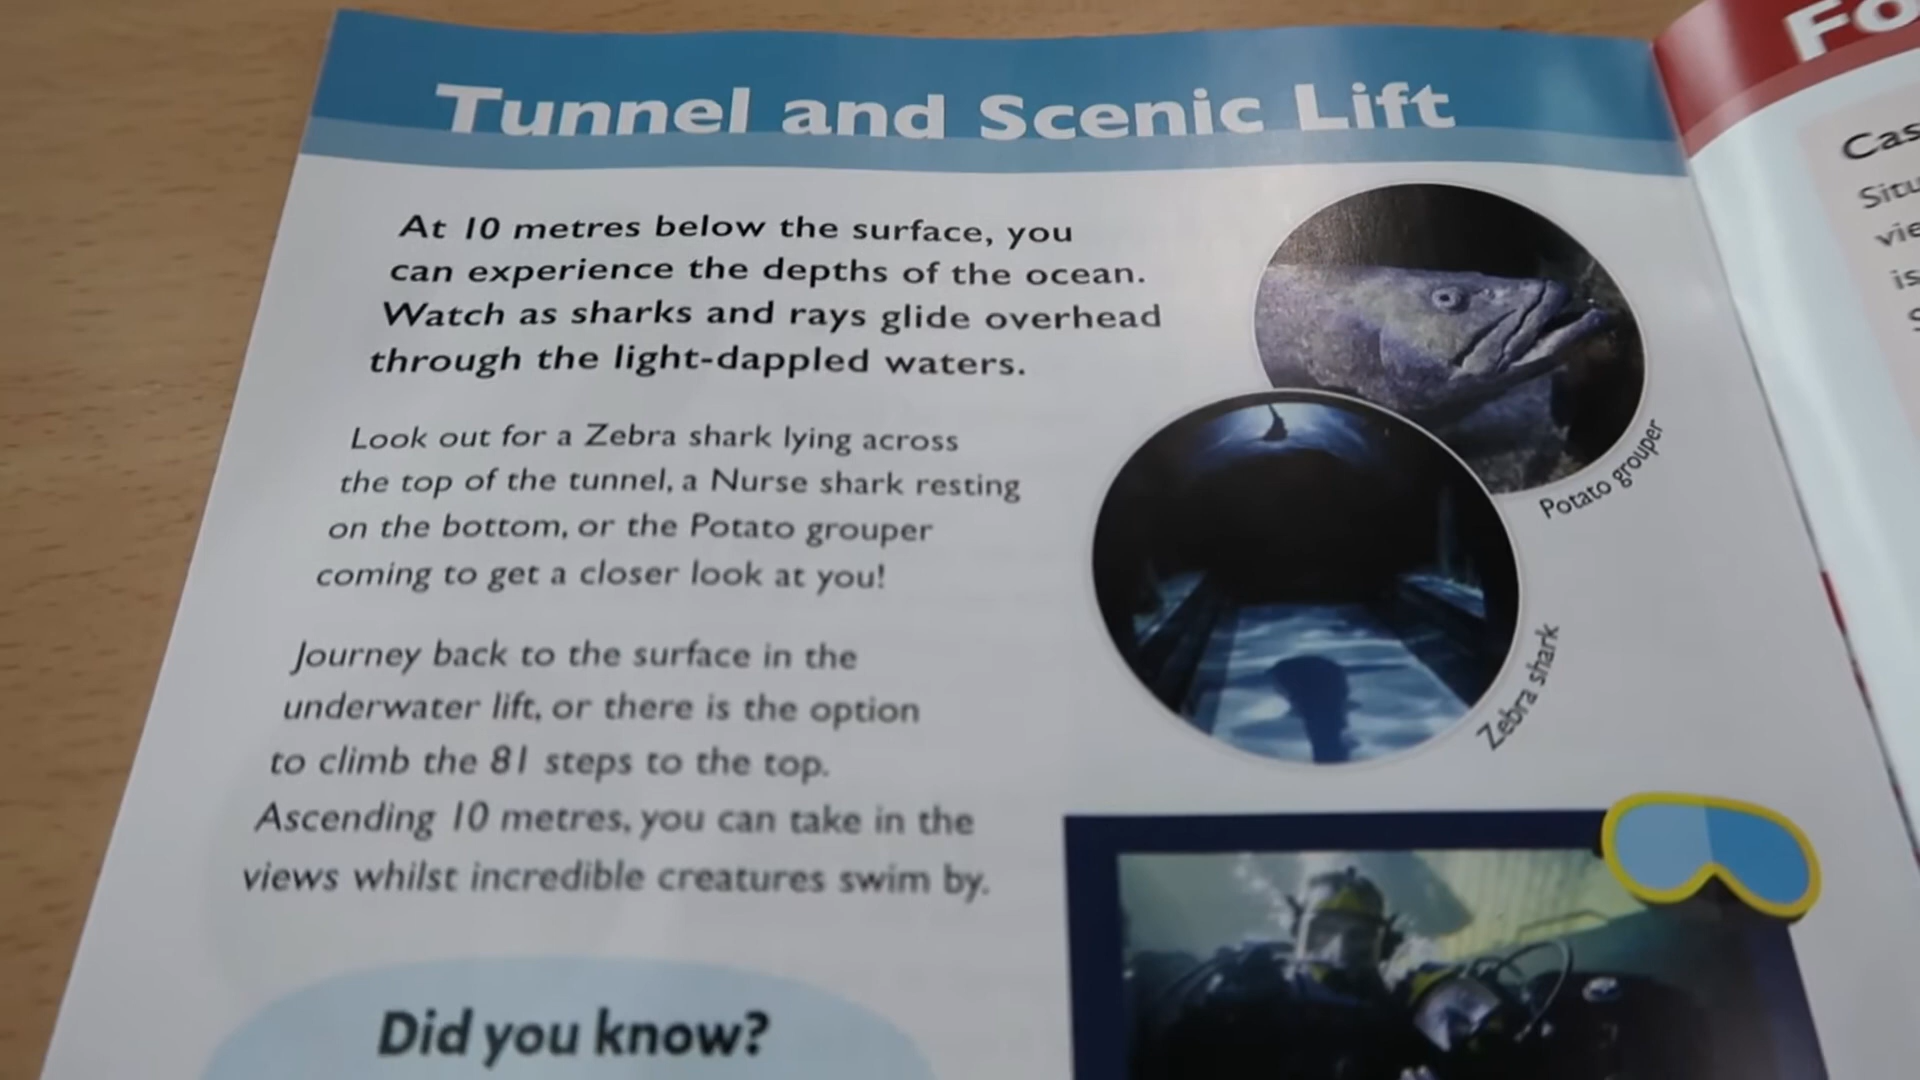 Tunnel and Scenic Lift
At 10 metres below the surface, you
can experience the depths of the ocean.
Watch as sharks and rays glide overhead
through the light-dappled waters.
Look out for a Zebra shark lying across
the top of the tunnel, a Nurse shark resting
on the bottom, or the Potato grouper
coming to get a closer look at you!
Journey back to the surface in the
underwater lift, or there is the option
to climb the 81 steps to the top.
Ascending 10 metres, you can take in the
views whilst incredible creatures swim by.
Did you know?
Potato grouper
Zebra shark